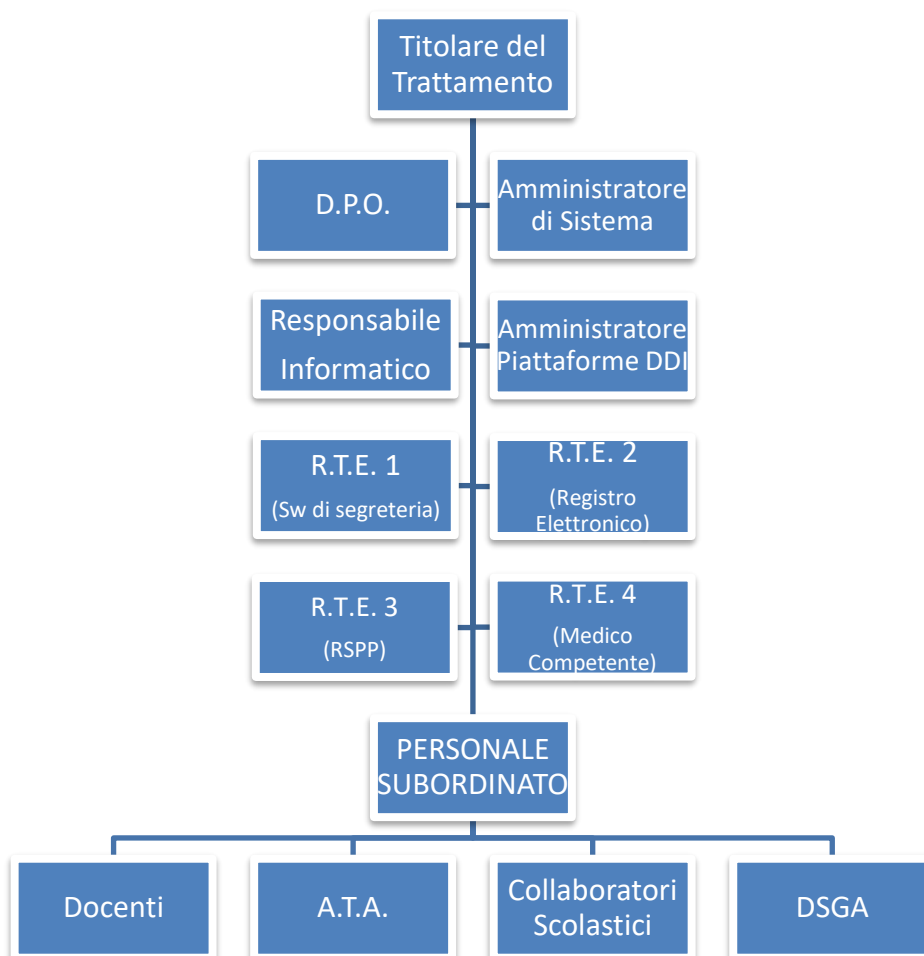 Titolare del
Trattamento
D.P.O.
Amministratore
di Sistema
Responsabile
Informatico
Amministratore
Piattaforme DDI
R.T.E. 1
(Sw di segreteria)
R.T.E. 2
(Registro
Elettronico)
R.T.E. 3
(RSPP)
R.T.E. 4
(Medico
Competente)
PERSONALE
SUBORDINATO
Docenti
A.T.A.
Collaboratori
Scolastici
DSGA